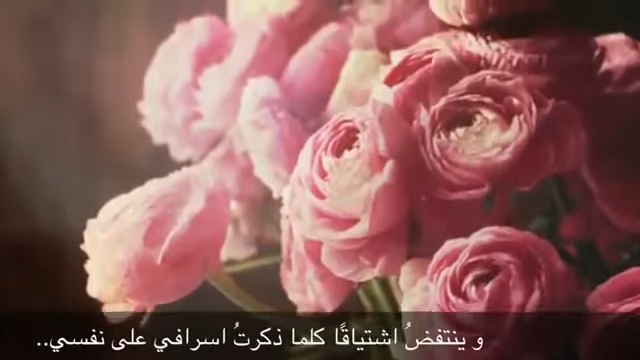 و ينتفضُ اشتياقًا كلما ذكرتُ اسرافي على نفسي..